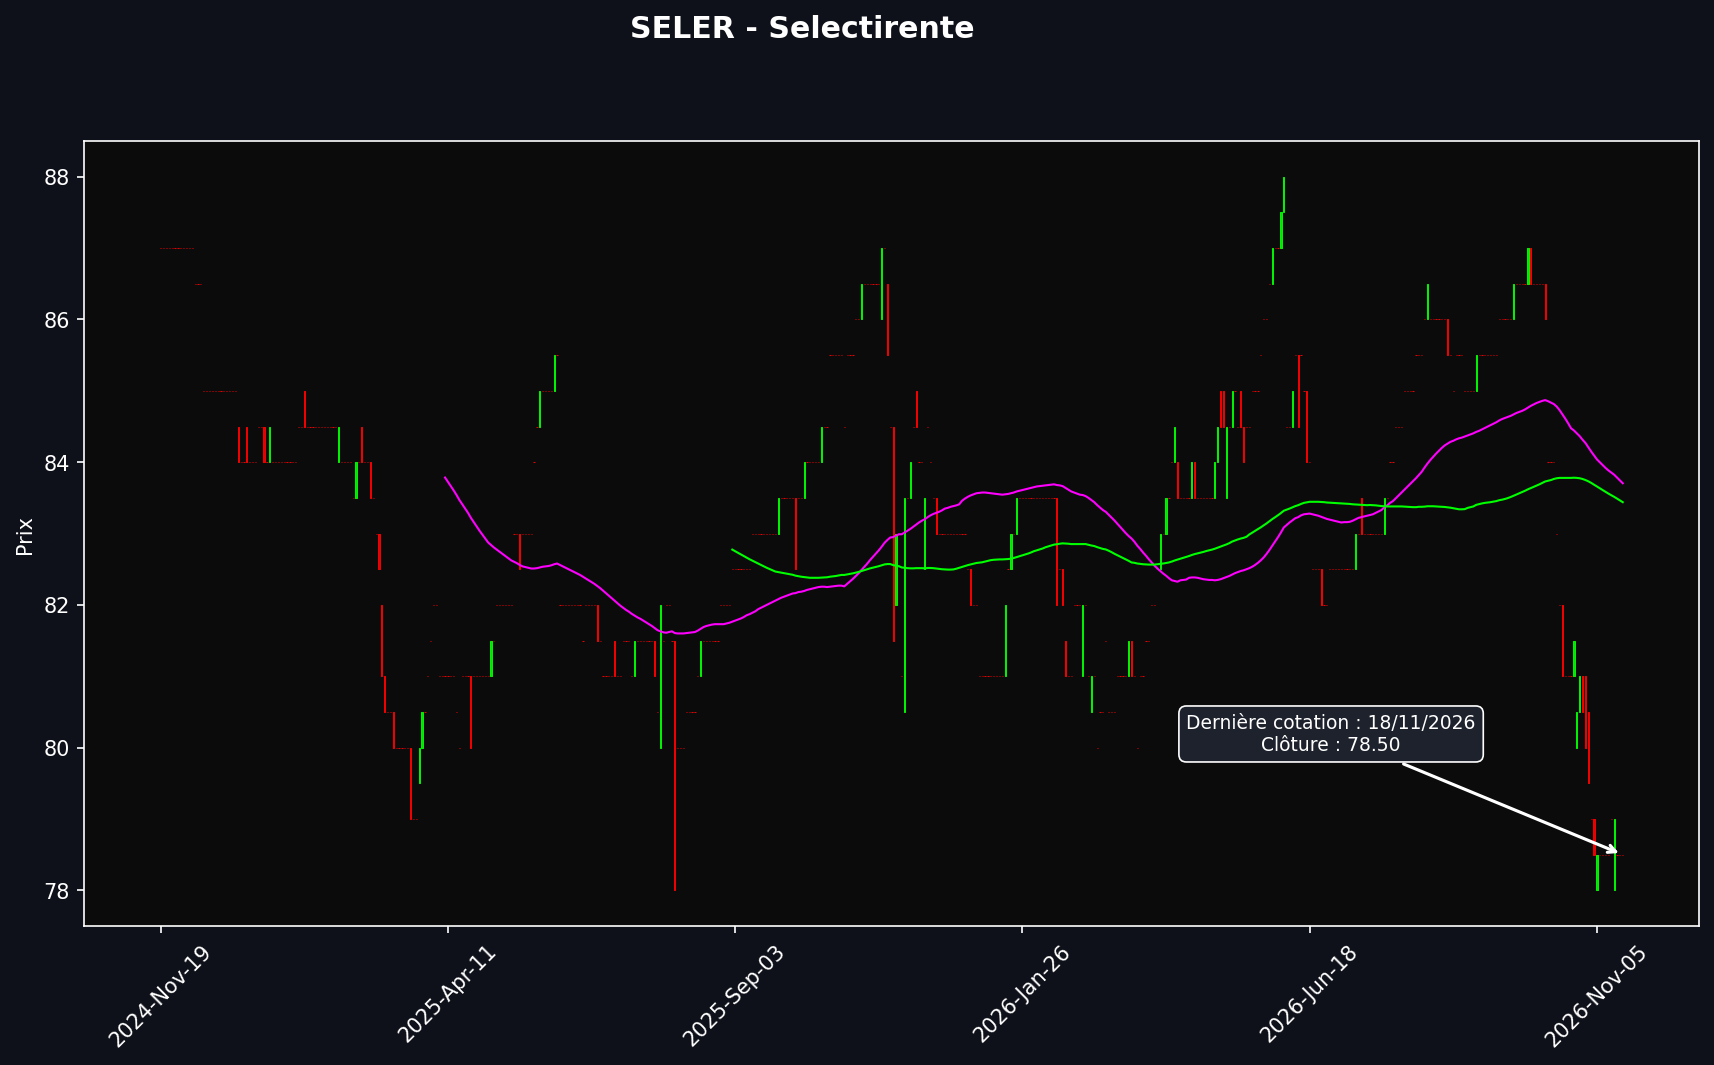 SELER - Selectirente
Prix
88
86
84
82
80
78
Dernière cotation : 18/11/2026
Clôture : 78.50
2024-Nov-19
2025-Apr-11
2025-Sep-03
2026-Jan-26
2026-Jun-18
2026-Nov-05